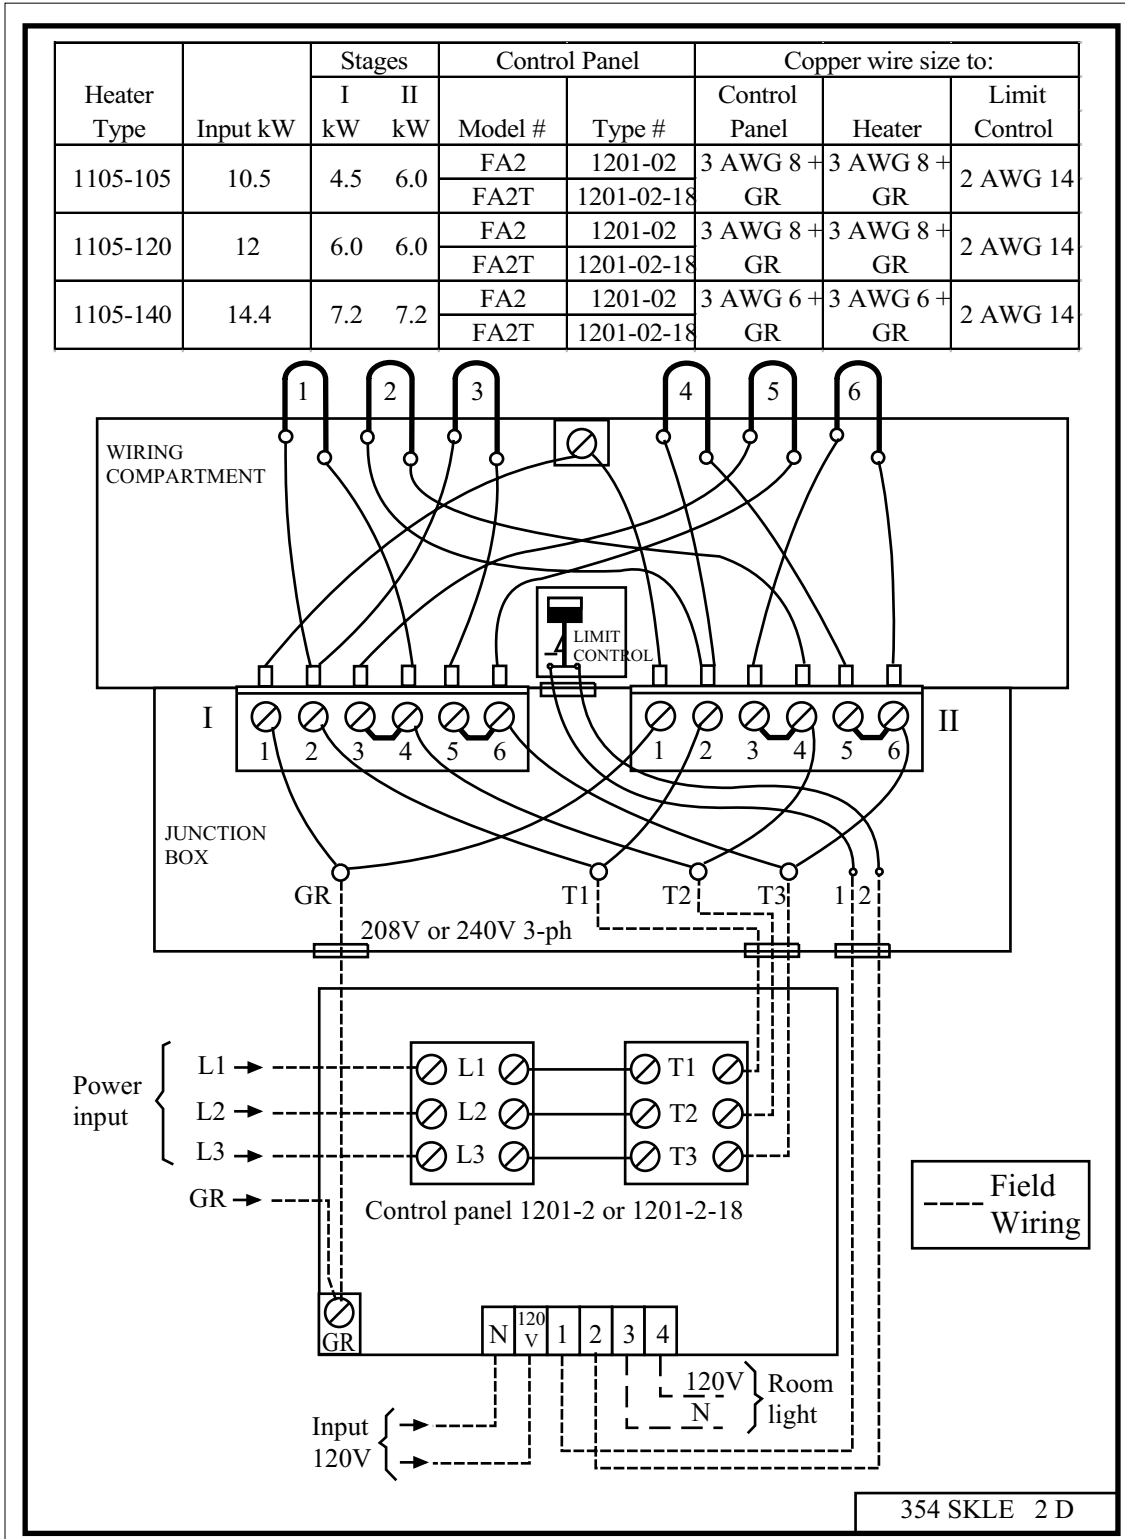 Stages Control Panel Copper wire size to:
Heater I II Control Limit
Type Input kW kW kW Model # Type # Panel Heater Control
1105-105 10.5 4.5 6.0 FA2 1201-02 3 AWG 8 + 3 AWG 8 + 2 AWG 14
FA2T 1201-02-18 GR GR
1105-120 12 6.0 6.0 FA2 1201-02 3 AWG 8 + 3 AWG 8 + 2 AWG 14
FA2T 1201-02-18 GR GR
1105-140 14.4 7.2 7.2 FA2 1201-02 3 AWG 6 + 3 AWG 6 + 2 AWG 14
FA2T 1201-02-18 GR GR
1 2 3 4 5 6
WIRING
COMPARTMENT
LIMIT
CONTROL
I II
1 2 3 4 5 6 1 2 3 4 5 6
JUNCTION
BOX
GR T1 T2 T3 1 2
208V or 240V 3-ph
Power
input
L1 L1 T1
L2 L2 T2
L3 L3 T3
GR
Control panel 1201-2 or 1201-2-18
Field
Wiring
GR
N 120 V 1 2 3 4
120V
N
Room
light
Input
120V
354 SKLE 2 D